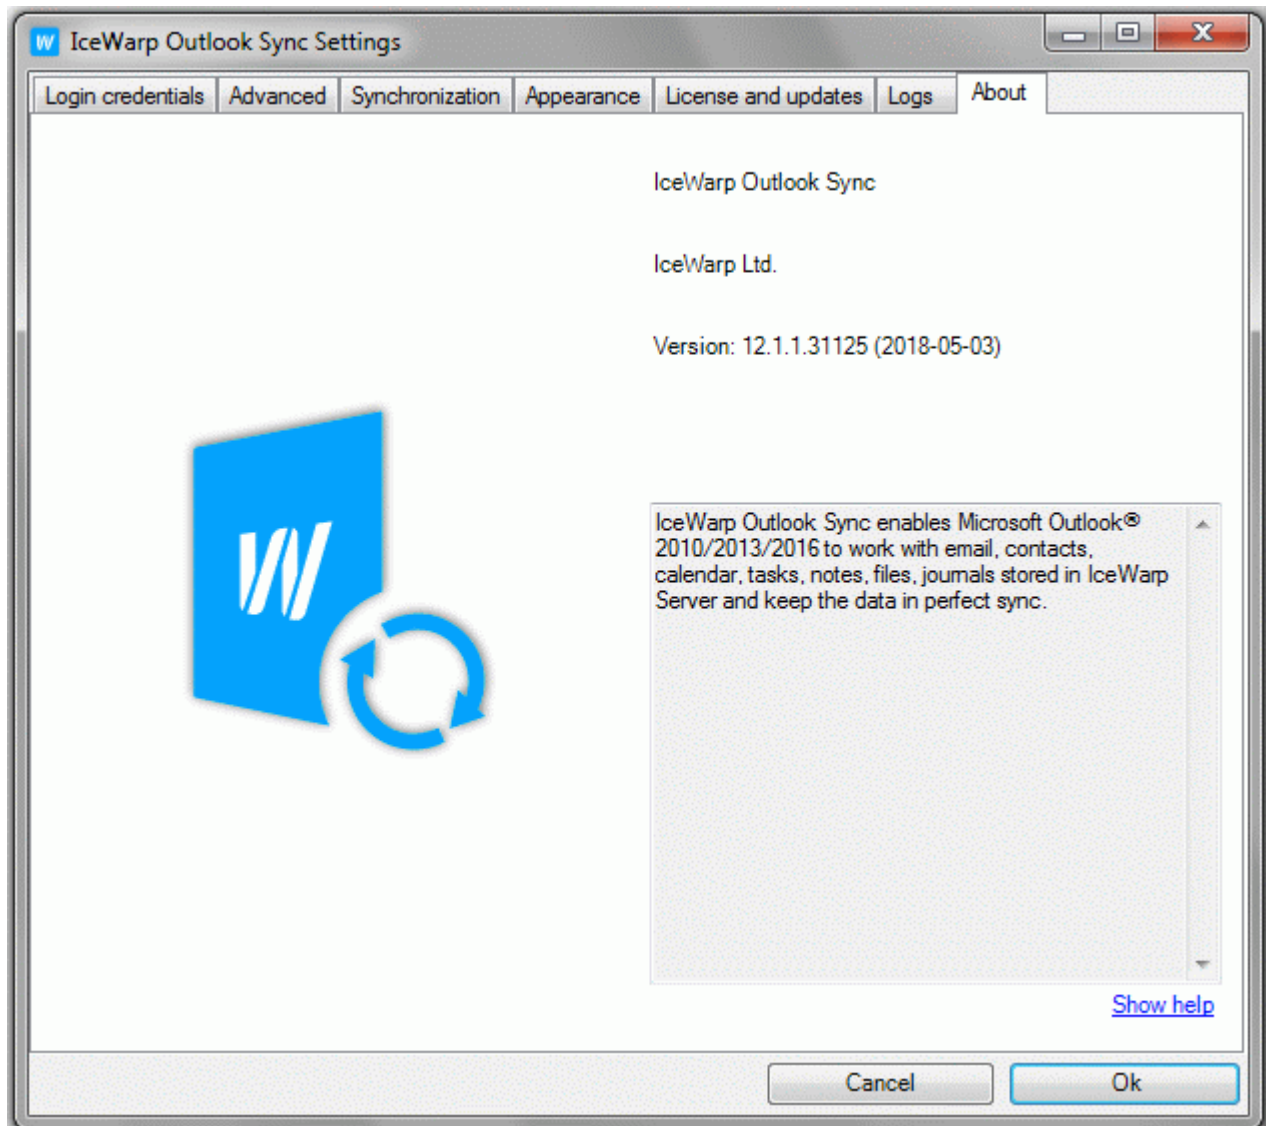 IceWarp Outlook Sync Settings
Login credentials Advanced Synchronization Appearance License and updates Logs About
IceWarp Outlook Sync
IceWarp Ltd.
Version: 12.1.1.31125 (2018-05-03)
IceWarp Outlook Sync enables Microsoft Outlook®
2010/2013/2016 to work with email, contacts,
calendar, tasks, notes, files, journals stored in IceWarp
Server and keep the data in perfect sync.
Show help
Cancel Ok